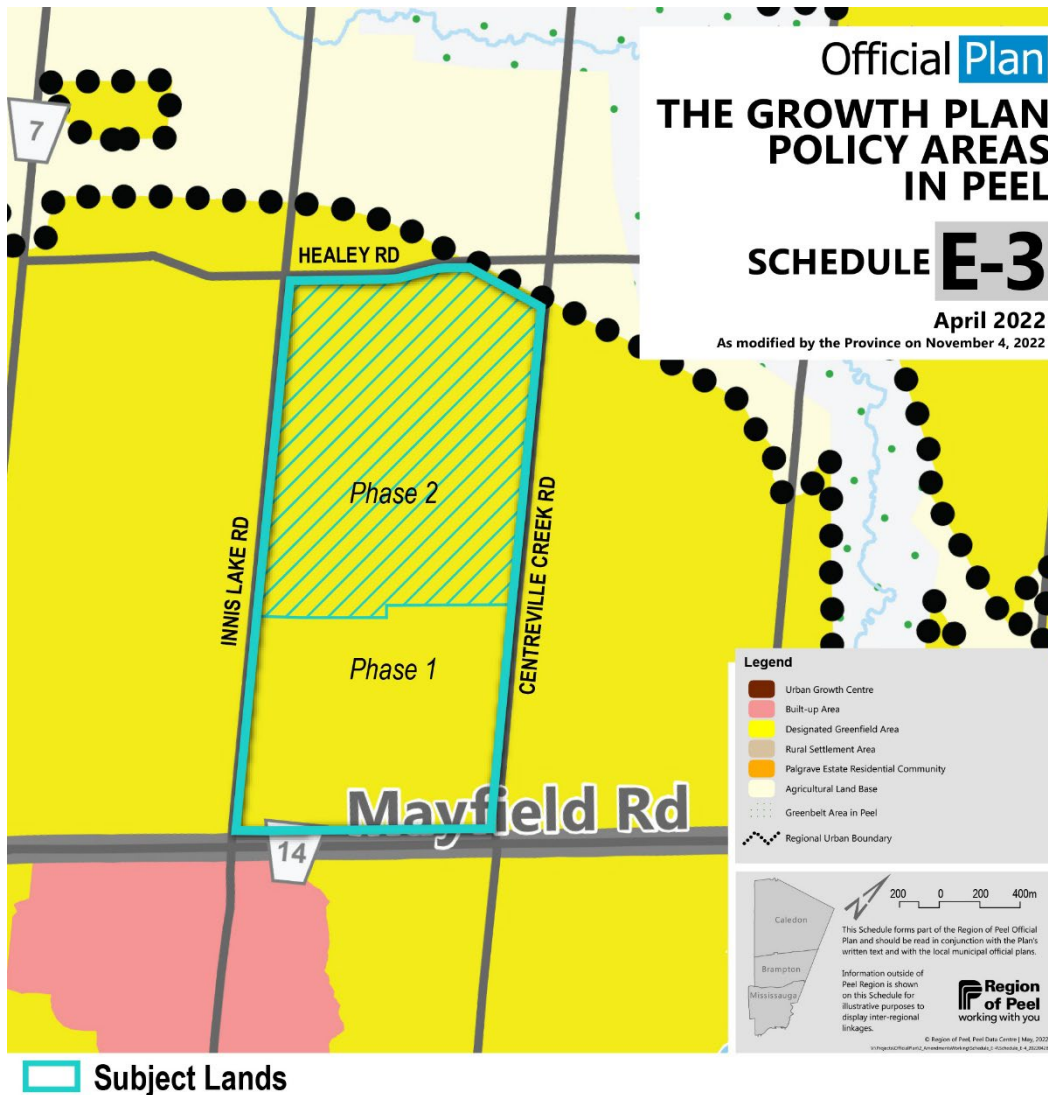 Official Plan
THE GROWTH PLAN
POLICY AREAS
IN PEEL
SCHEDULE E-3
April 2022
As modified by the Province on November 4, 2022
7
HEALEY RD
Phase 2
INNIS LAKE RD
CENTREVILLE CREEK RD
Phase 1
Mayfield Rd
14
Legend
Urban Growth Centre
Built-up Area
Designated Greenfield Area
Rural Settlement Area
Palgrave Estate Residential Community
Agricultural Land Base
Greenbelt Area in Peel
Regional Urban Boundary
Caledon
Brampton
Mississauga
N
200 0 200 400m
This Schedule forms part of the Region of Peel Official
Plan and should be read in conjunction with the Plan's
written text and with the local municipal official plans.
Information outside of
Peel Region is shown
on this Schedule for
illustrative purposes to
display inter-regional
linkages.
Region
of Peel
working with you
© Region of Peel, Peel Data Centre | May, 2022
Subject Lands